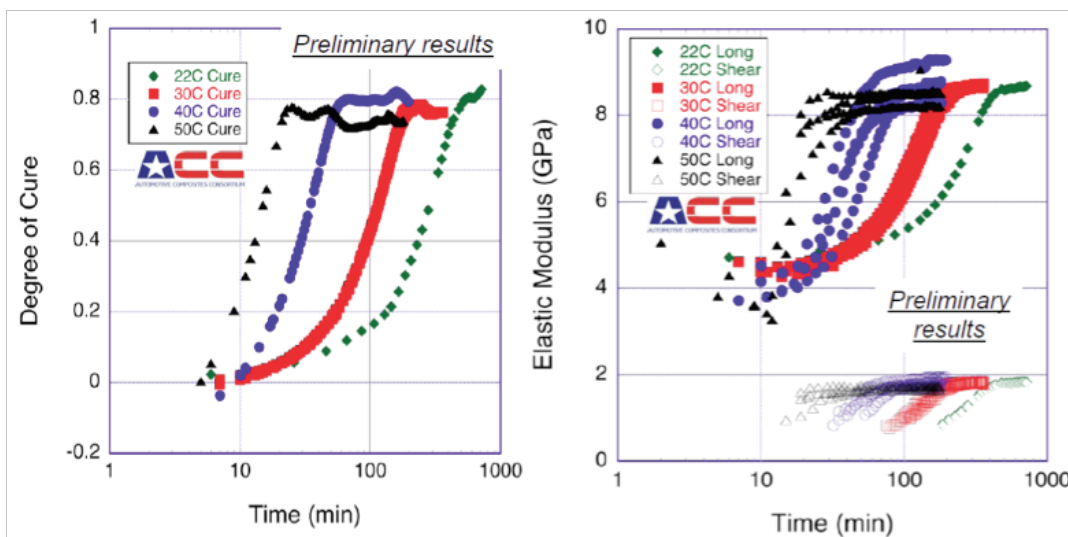 Preliminary results
22C Cure
30C Cure
40C Cure
50C Cure
ACC
AUTOMOTIVE COMPOSITES CONSORTIUM
Degree of Cure
1
0.8
0.6
0.4
0.2
0
-0.2
1
10
100
1000
Time (min)
22C Long
22C Shear
30C Long
30C Shear
40C Long
40C Shear
50C Long
50C Shear
ACC
AUTOMOTIVE COMPOSITES CONSORTIUM
Preliminary
results
Elastic Modulus (GPa)
10
8
6
4
2
0
1
10
100
1000
Time (min)